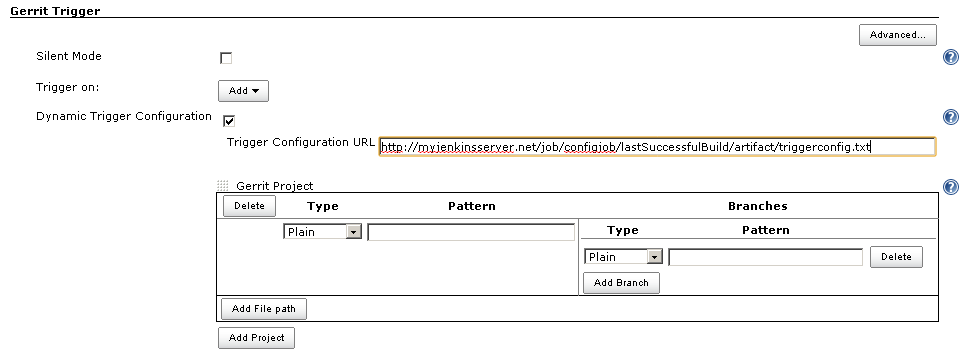 Gerrit Trigger
Advanced...
Silent Mode
Trigger on:
Add
Dynamic Trigger Configuration
Trigger Configuration URL http://myjenkinsserver.net/job/configjob/lastSuccessfulBuild/artifact/triggerconfig.txt
Gerrit Project
Delete Type Pattern Branches
Type Pattern
Plain
Plain Delete
Add Branch
Add File path
Add Project